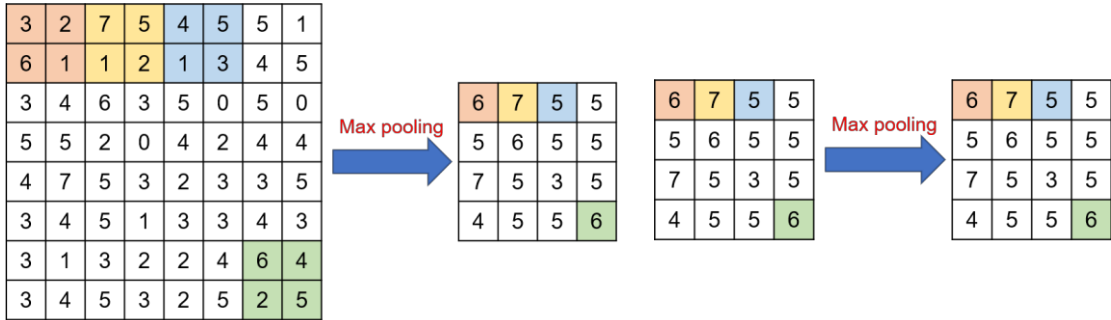 3 2 7 5 4 5 5 1
6 1 1 2 1 3 4 5
3 4 6 3 5 0 5 0
5 5 2 0 4 2 4 4
4 7 5 3 2 3 3 5
3 4 5 1 3 3 4 3
3 1 3 2 2 4 6 4
3 4 5 3 2 5 2 5
Max pooling
6 7 5 5
5 6 5 5
7 5 3 5
4 5 5 6
6 7 5 5
5 6 5 5
7 5 3 5
4 5 5 6
Max pooling
6 7 5 5
5 6 5 5
7 5 3 5
4 5 5 6